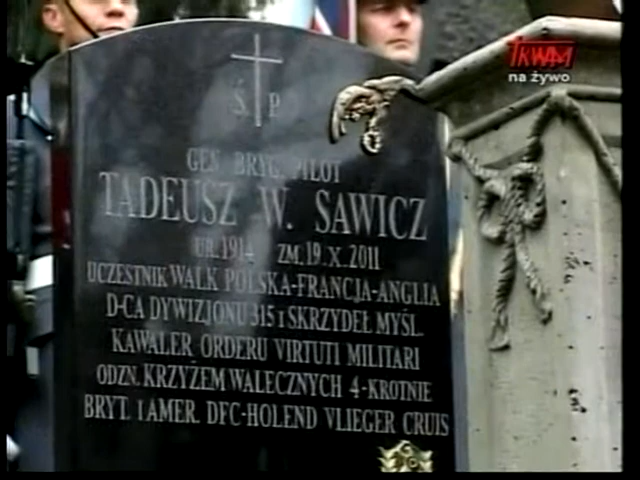 TRWAM
na żywo
Ś P
GEN BRYG. PILOT
TADEUSZ W. SAWICZ
UR. 1914 ZM. 19. X. 2011
UCZESTNIK WALK POLSKA-FRANCJA-ANGLIA
D-CA DYWIZJONU 315 I SKRZYDEŁ MYŚL.
KAWALER ORDERU VIRTUTI MILITARI
ODZN. KRZYŻEM WALECZNYCH 4-KROTNIE
BRYT. I AMER. DFC-HOLEND VLIEGER CRUIS